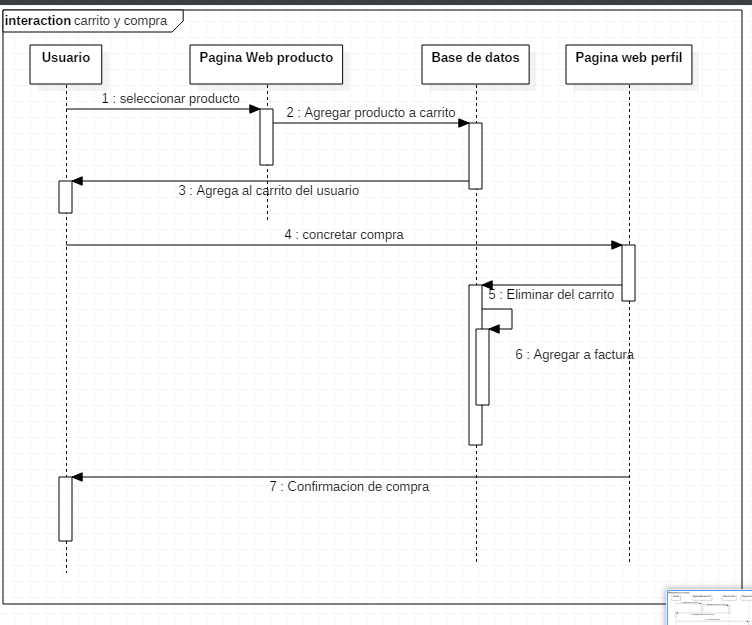 interaction carrito y compra
Usuario
Pagina Web producto
Base de datos
Pagina web perfil
1 : seleccionar producto
2 : Agregar producto a carrito
3 : Agrega al carrito del usuario
4 : concretar compra
5 : Eliminar del carrito
6 : Agregar a factura
7 : Confirmacion de compra